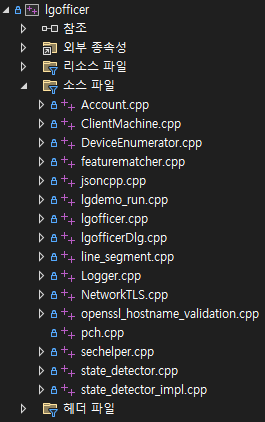 lgofficer
참조
외부 종속성
리소스 파일
소스 파일
Account.cpp
ClientMachine.cpp
DeviceEnumerator.cpp
featurematcher.cpp
jsoncpp.cpp
lgdemo_run.cpp
lgofficer.cpp
lgofficerDlg.cpp
line_segment.cpp
Logger.cpp
NetworkTLS.cpp
openssl_hostname_validation.cpp
pch.cpp
sechelper.cpp
state_detector.cpp
state_detector_impl.cpp
헤더 파일